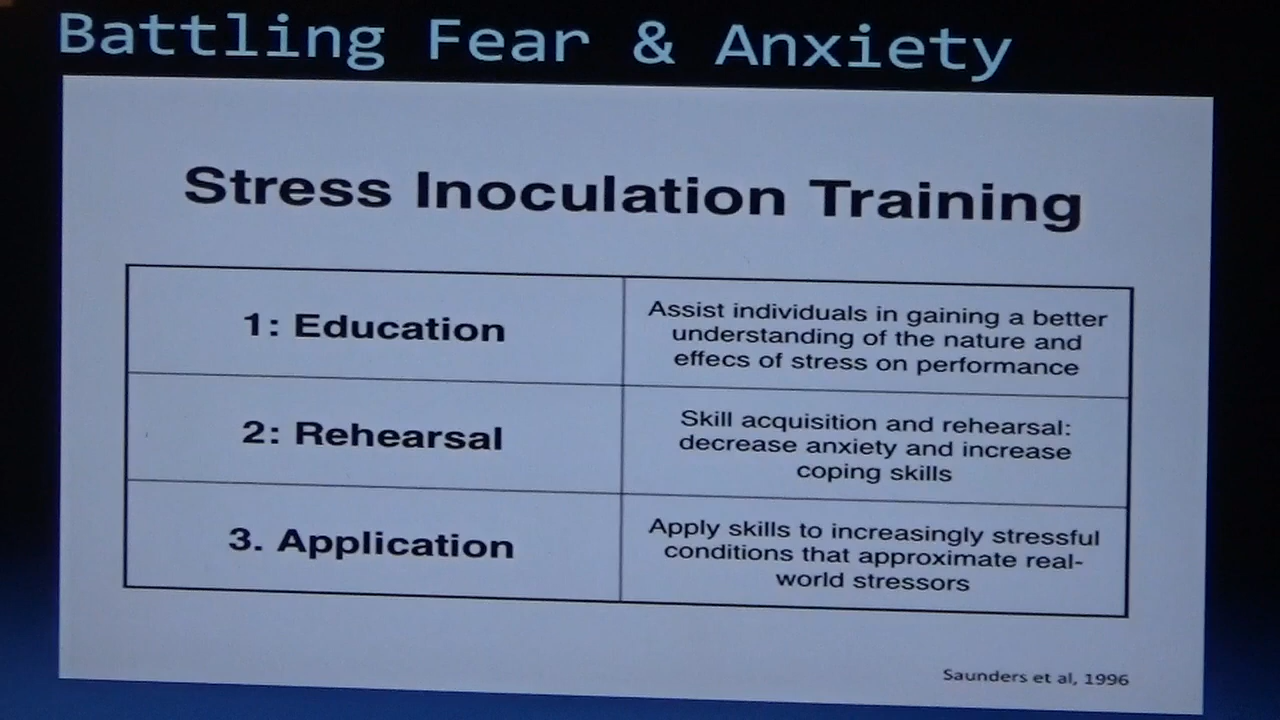 Battling Fear & Anxiety
Stress Inoculation Training
1: Education
Assist individuals in gaining a better
understanding of the nature and
effecs of stress on performance
2: Rehearsal
Skill acquisition and rehearsal:
decrease anxiety and increase
coping skills
3. Application
Apply skills to increasingly stressful
conditions that approximate real-
world stressors
Saunders et al, 1996